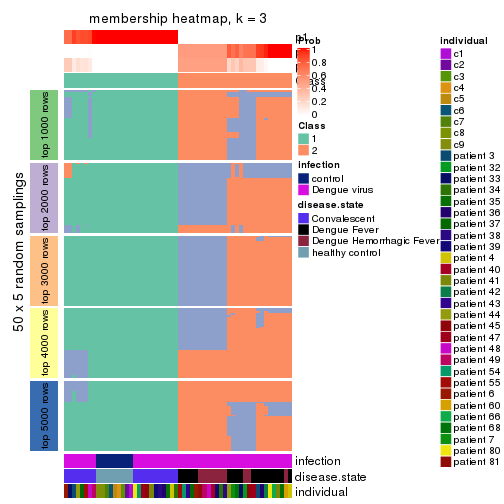 membership heatmap, k = 3
p1
Prob
1
0.8
0.6
0.4
0.2
0
Class
1
2
infection
control
Dengue virus
disease.state
Convalescent
Dengue Fever
Dengue Hemorrhagic Fever
healthy control
individual
c1
c2
c3
c4
c5
c6
c7
c8
c9
patient 3
patient 32
patient 33
patient 34
patient 35
patient 36
patient 37
patient 38
patient 39
patient 4
patient 40
patient 41
patient 42
patient 43
patient 44
patient 45
patient 47
patient 48
patient 49
patient 54
patient 55
patient 6
patient 60
patient 66
patient 68
patient 7
patient 80
patient 81
50 x 5 random samplings
top 1000 rows
top 2000 rows
top 3000 rows
top 4000 rows
top 5000 rows
infection
disease.state
individual